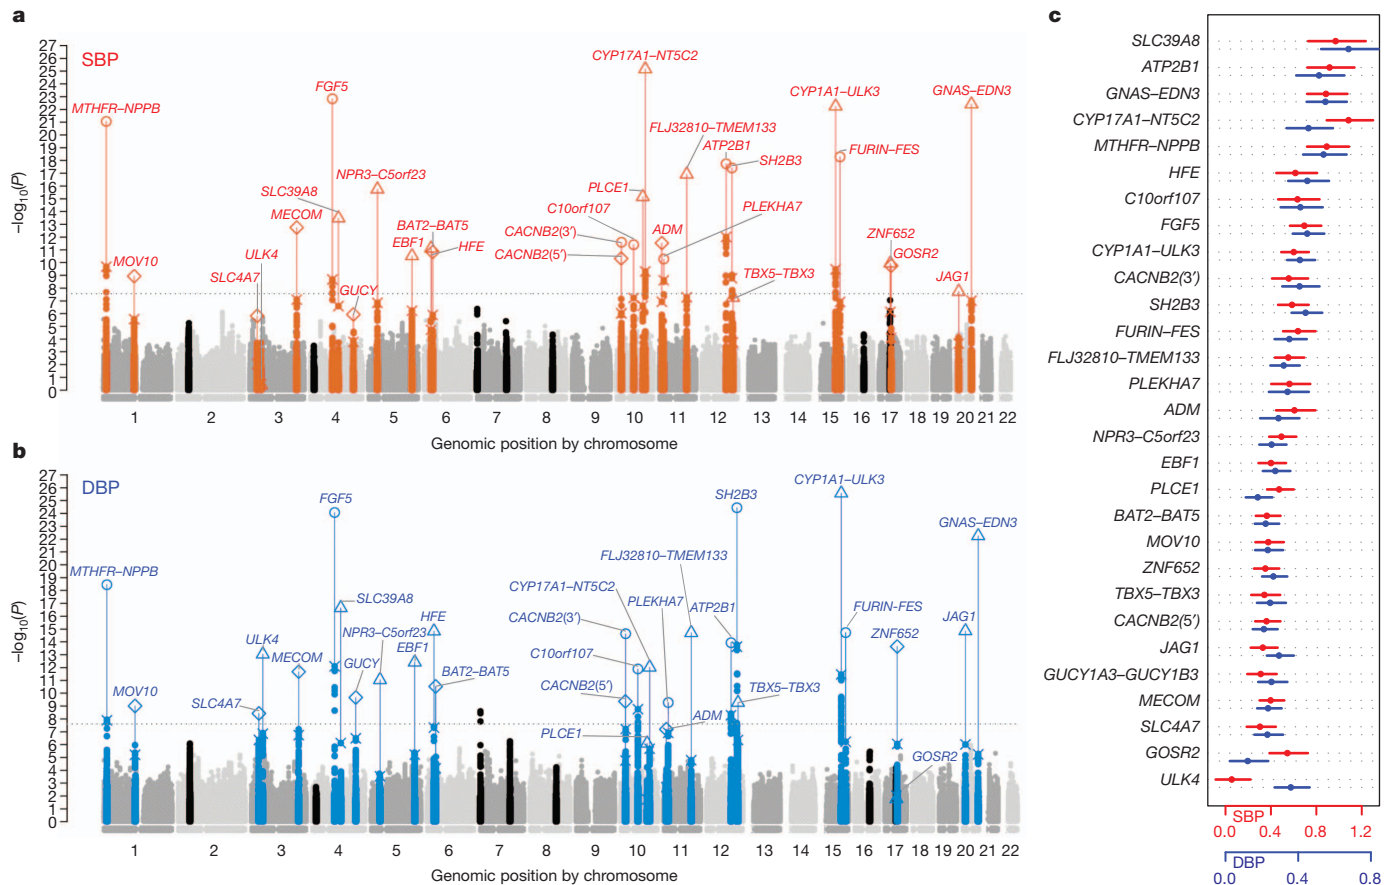 a
SBP
–log10(P)
27
26
25
24
23
22
21
20
19
18
17
16
15
14
13
12
11
10
9
8
7
6
5
4
3
2
1
0
MTHFR–NPPB
MOV10
SLC4A7
ULK4
MECOM
SLC39A8
FGF5
GUCY
NPR3–C5orf23
EBF1
BAT2–BAT5
HFE
CACNB2(5′)
CACNB2(3′)
C10orf107
PLCE1
CYP17A1–NT5C2
FLJ32810–TMEM133
ADM
PLEKHA7
ATP2B1
SH2B3
TBX5–TBX3
CYP1A1–ULK3
FURIN–FES
ZNF652
GOSR2
JAG1
GNAS–EDN3
1 2 3 4 5 6 7 8 9 10 11 12 13 14 15 16 17 18 19 20 21 22
Genomic position by chromosome
b
DBP
–log10(P)
27
26
25
24
23
22
21
20
19
18
17
16
15
14
13
12
11
10
9
8
7
6
5
4
3
2
1
0
MTHFR–NPPB
MOV10
SLC4A7
ULK4
MECOM
FGF5
SLC39A8
GUCY
NPR3–C5orf23
EBF1
HFE
BAT2–BAT5
CACNB2(5′)
CACNB2(3′)
C10orf107
PLCE1
CYP17A1–NT5C2
PLEKHA7
ADM
FLJ32810–TMEM133
ATP2B1
SH2B3
TBX5–TBX3
CYP1A1–ULK3
FURIN-FES
ZNF652
GOSR2
JAG1
GNAS–EDN3
1 2 3 4 5 6 7 8 9 10 11 12 13 14 15 16 17 18 19 20 21 22
Genomic position by chromosome
c
SLC39A8
ATP2B1
GNAS–EDN3
CYP17A1–NT5C2
MTHFR–NPPB
HFE
C10orf107
FGF5
CYP1A1–ULK3
CACNB2(3′)
SH2B3
FURIN–FES
FLJ32810–TMEM133
PLEKHA7
ADM
NPR3–C5orf23
EBF1
PLCE1
BAT2–BAT5
MOV10
ZNF652
TBX5–TBX3
CACNB2(5′)
JAG1
GUCY1A3–GUCY1B3
MECOM
SLC4A7
GOSR2
ULK4
SBP
0.0 0.4 0.8 1.2
DBP
0.0 0.4 0.8